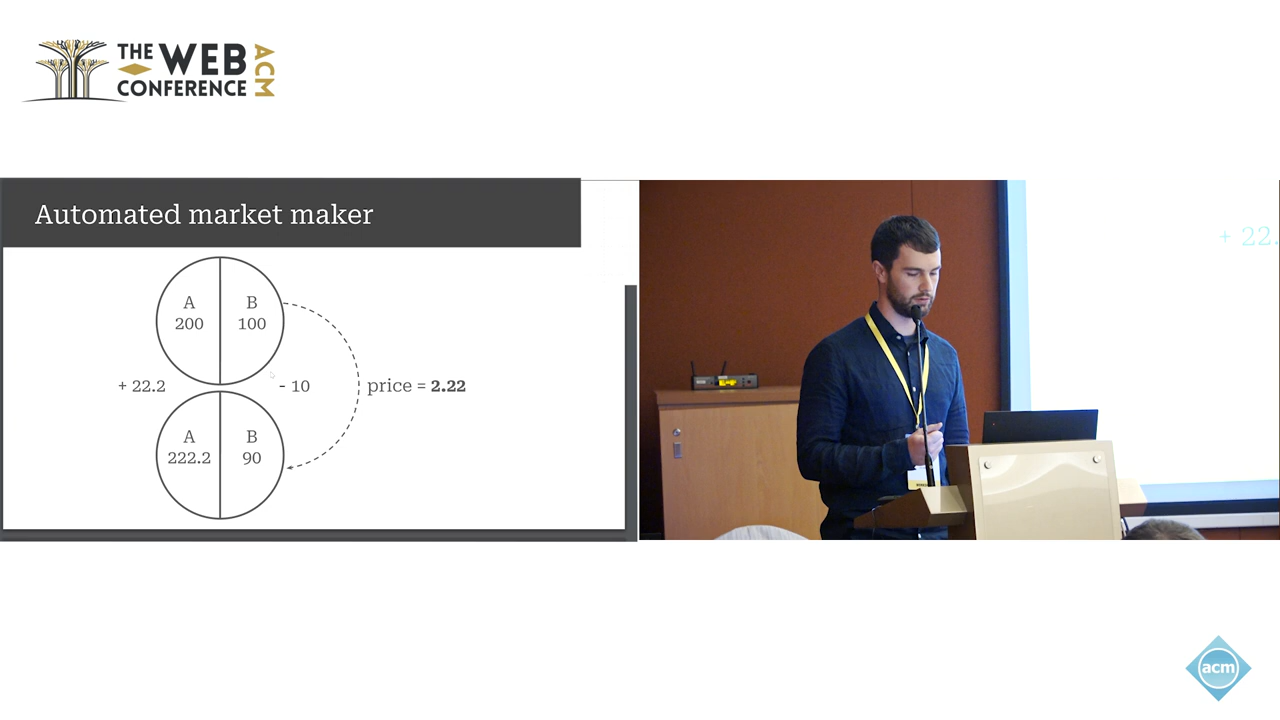 THE WEB
CONFERENCE
ACM
Automated market maker
A B
200 100
+ 22.2 - 10 price = 2.22
A B
222.2 90
+ 22.
acm